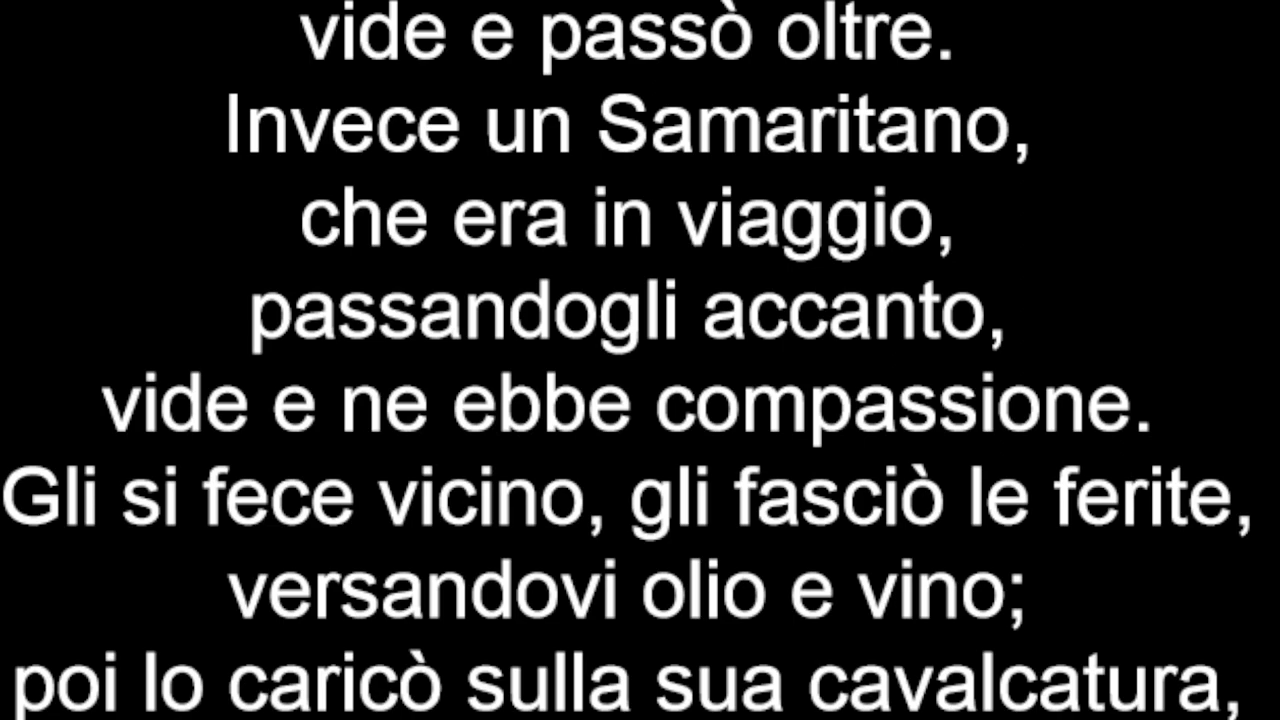 vide e passò oltre.
Invece un Samaritano,
che era in viaggio,
passandogli accanto,
vide e ne ebbe compassione.
Gli si fece vicino, gli fasciò le ferite,
versandovi olio e vino;
poi lo caricò sulla sua cavalcatura,